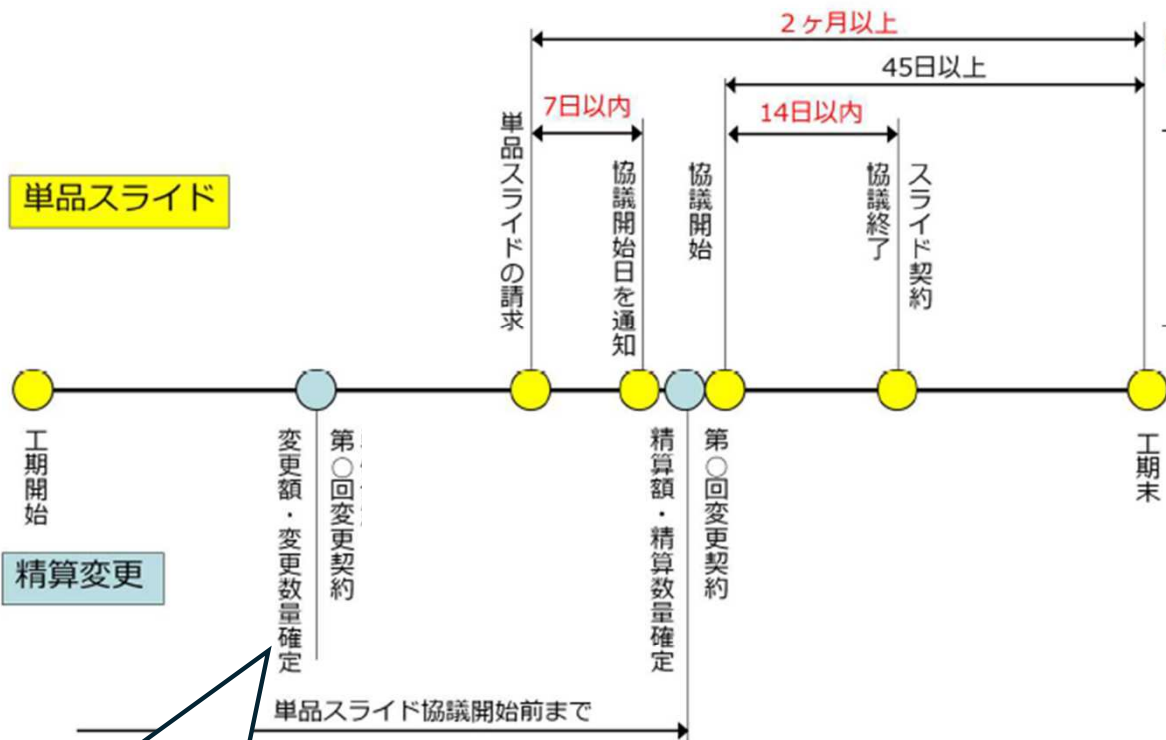 2ヶ月以上
45日以上
7日以内
14日以内
単品スライド
単品スライドの請求
協議開始日を通知
協議開始
協議終了
スライド契約
工期開始
変更額・変更数量確定
第○回変更契約
精算額・精算数量確定
第○回変更契約
工期末
精算変更
単品スライド協議開始前まで